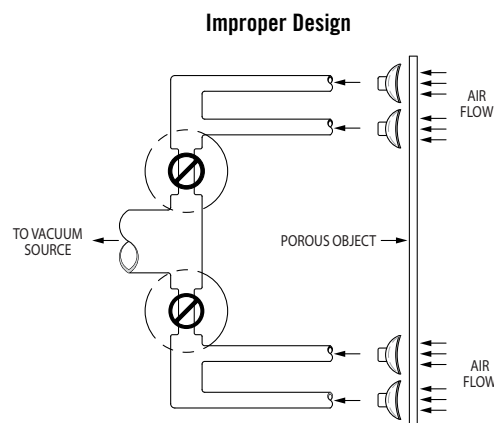 Improper Design
AIR
FLOW
TO VACUUM
SOURCE
POROUS OBJECT
AIR
FLOW